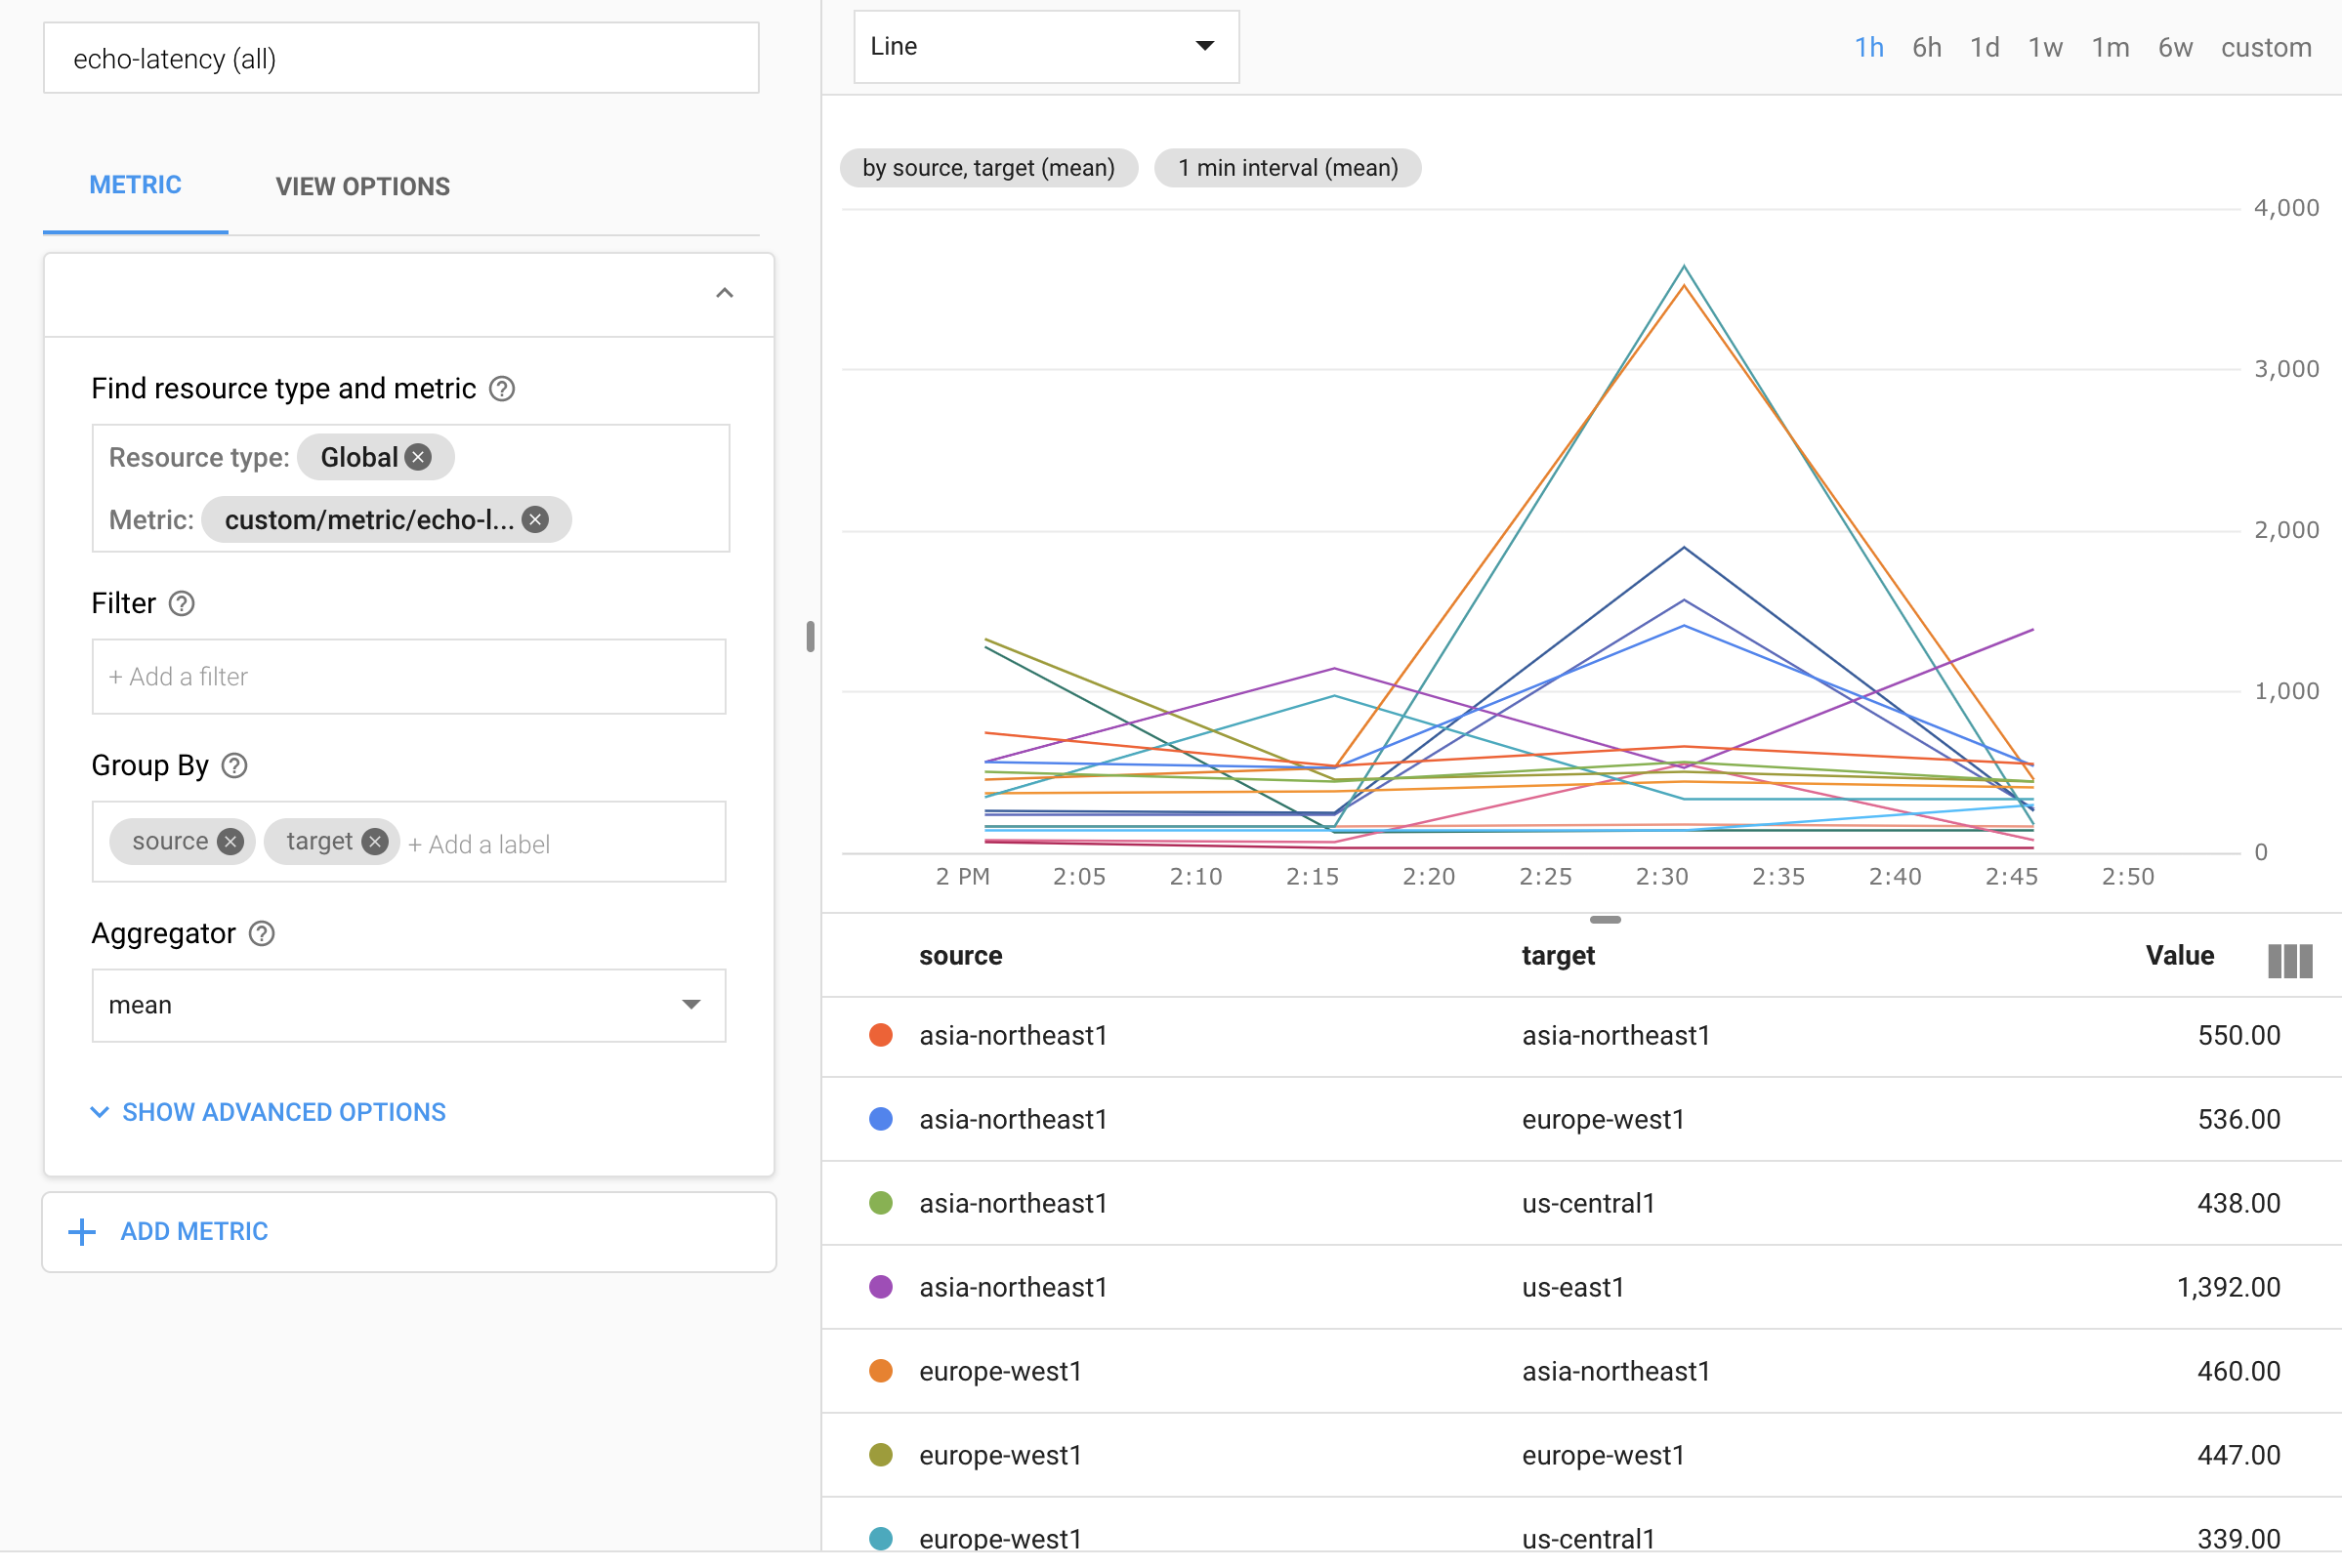 echo-latency (all)
METRIC VIEW OPTIONS
Find resource type and metric
Resource type: Global
Metric: custom/metric/echo-l...
Filter
+ Add a filter
Group By
source target + Add a label
Aggregator
mean
SHOW ADVANCED OPTIONS
ADD METRIC
Line
1h 6h 1d 1w 1m 6w custom
by source, target (mean) 1 min interval (mean)
4,000
3,000
2,000
1,000
0
2 PM 2:05 2:10 2:15 2:20 2:25 2:30 2:35 2:40 2:45 2:50
source target Value
asia-northeast1 asia-northeast1 550.00
asia-northeast1 europe-west1 536.00
asia-northeast1 us-central1 438.00
asia-northeast1 us-east1 1,392.00
europe-west1 asia-northeast1 460.00
europe-west1 europe-west1 447.00
europe-west1 us-central1 339.00